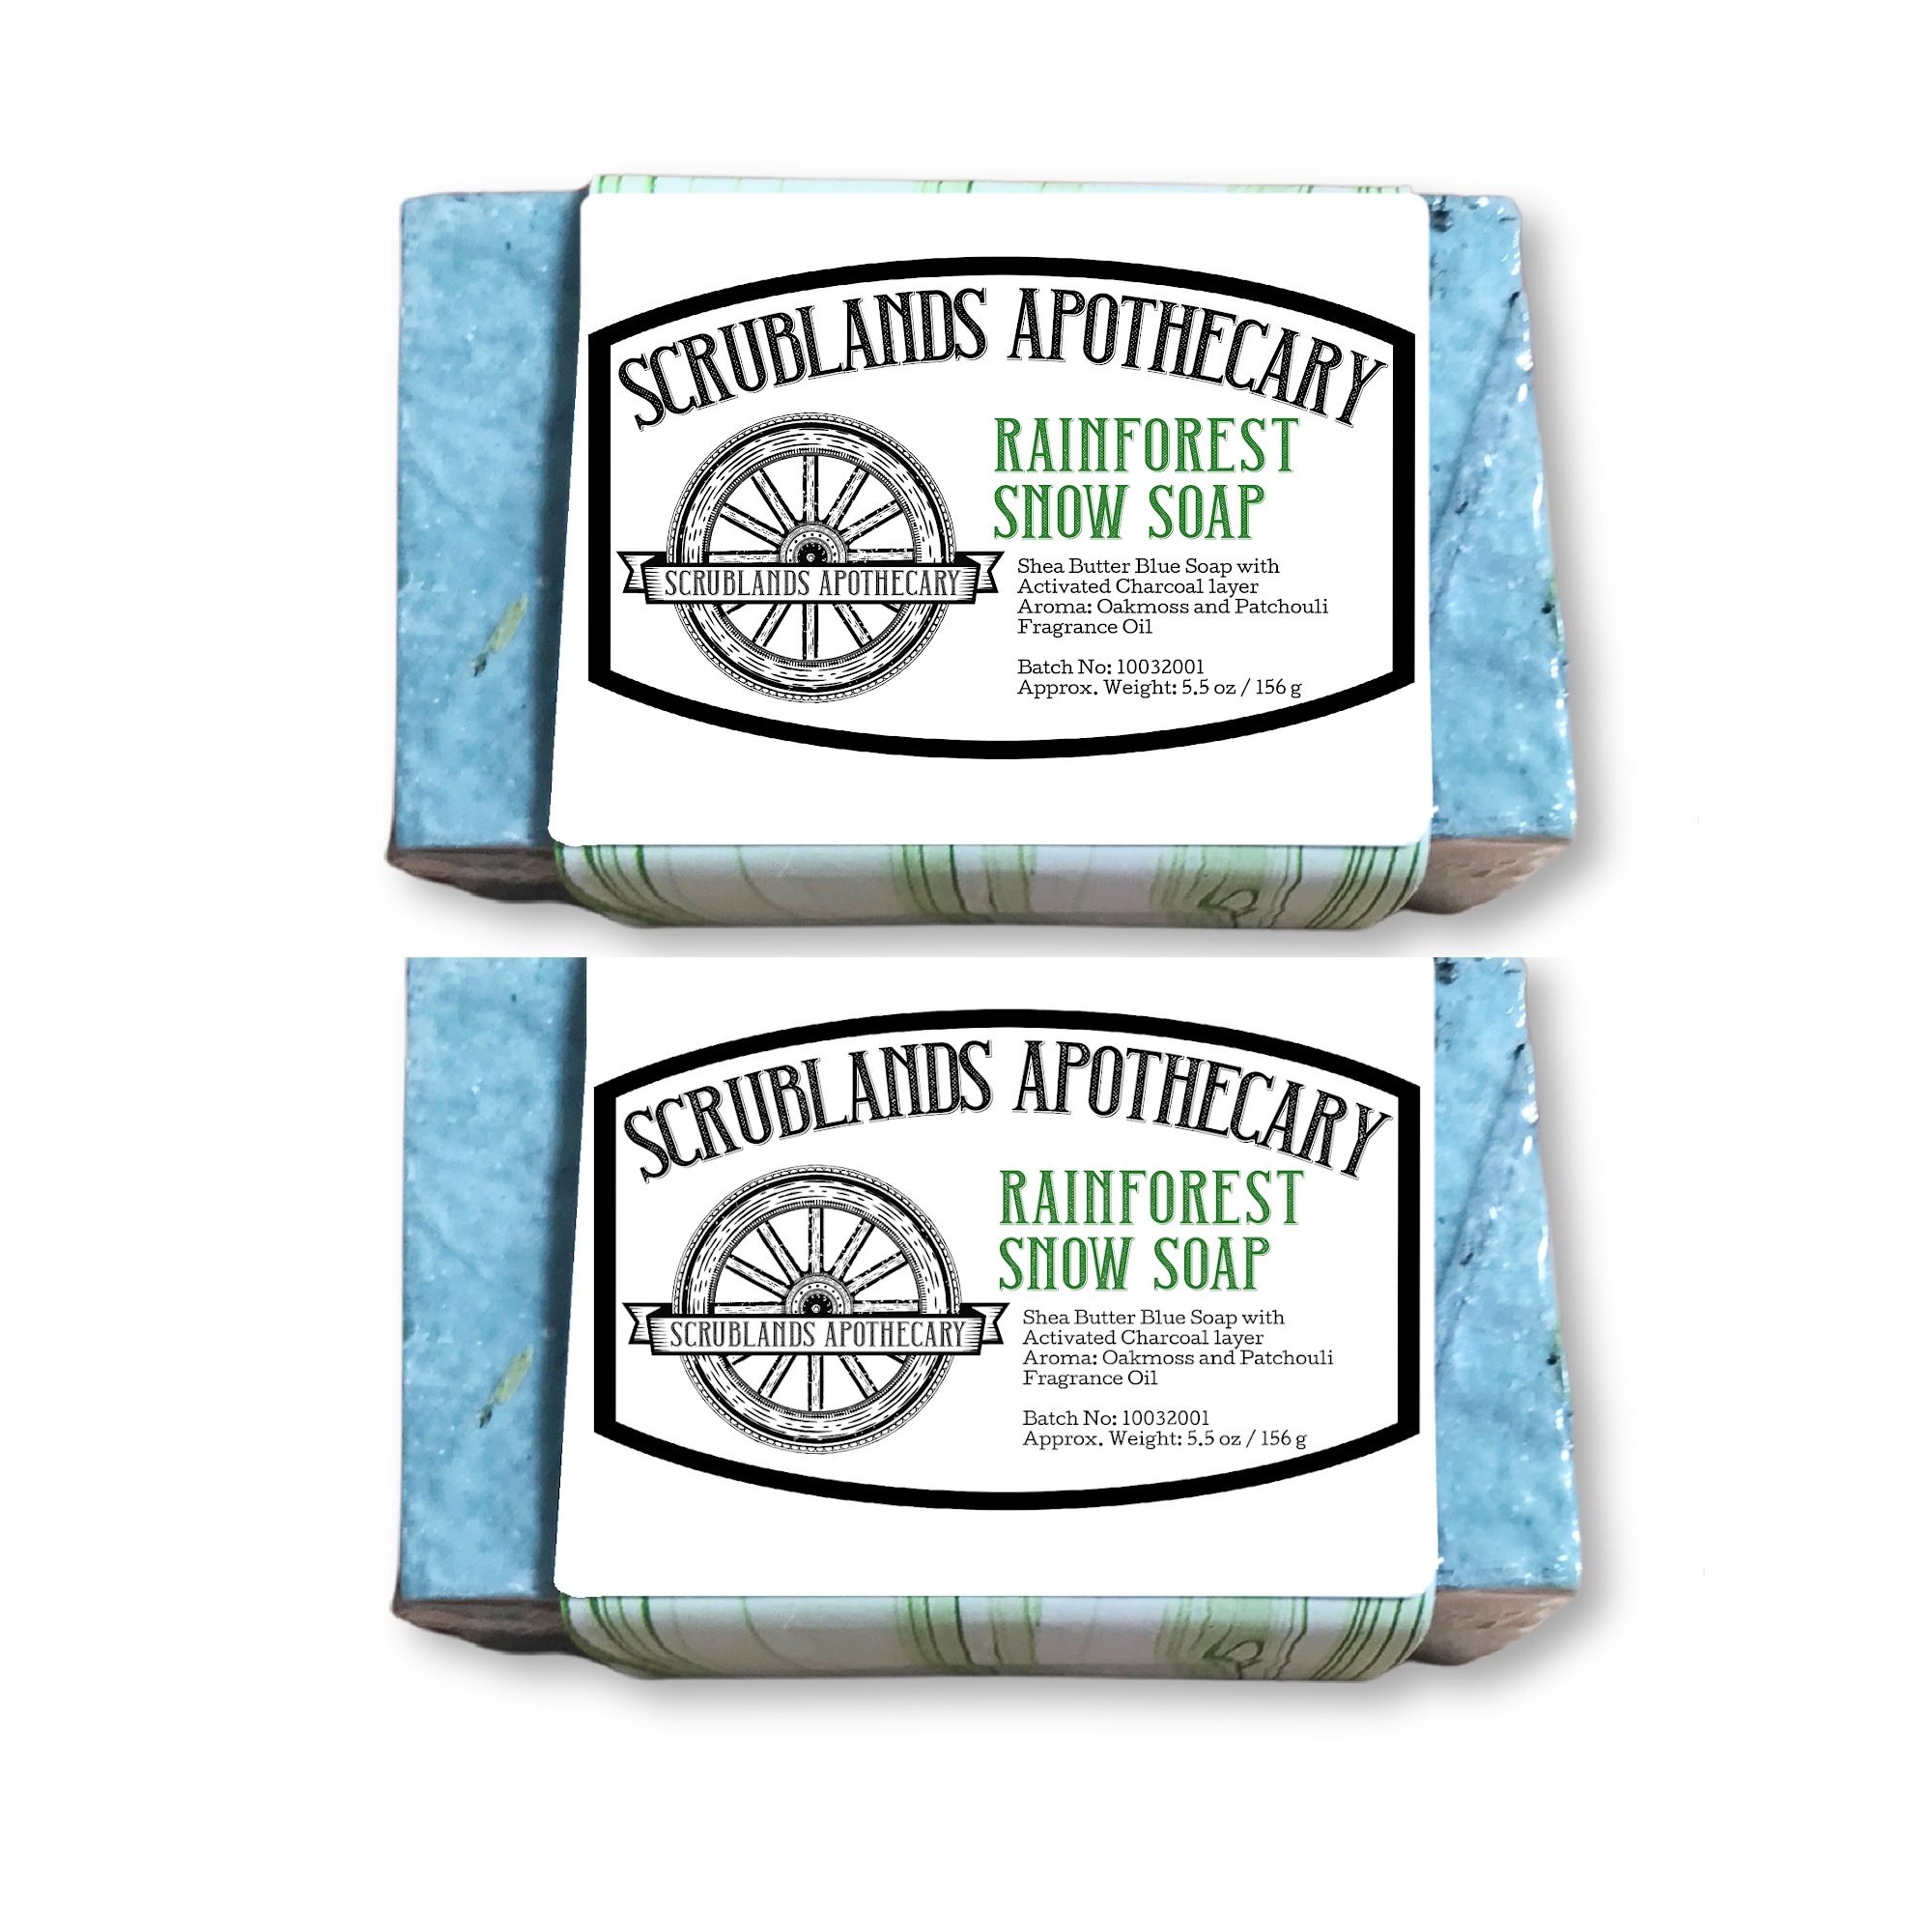 SCRUBLANDS APOTHECARY
RAINFOREST
SNOW SOAP
SCRUBLANDS APOTHECARY
Shea Butter Blue Soap with
Activated Charcoal layer
Aroma: Oakmoss and Patchouli
Fragrance Oil
Batch No: 10032001
Approx. Weight: 5.5 oz / 156 g
SCRUBLANDS APOTHECARY
RAINFOREST
SNOW SOAP
SCRUBLANDS APOTHECARY
Shea Butter Blue Soap with
Activated Charcoal layer
Aroma: Oakmoss and Patchouli
Fragrance Oil
Batch No: 10032001
Approx. Weight: 5.5 oz / 156 g